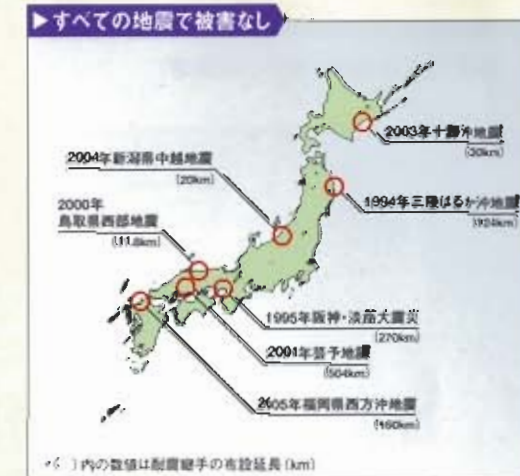 ▶すべての地震で被害なし
2003年十勝沖地震
(30km)
2004年新潟県中越地震
(20km)
1994年三陸はるか沖地震
(924km)
2000年
鳥取県西部地震
(11.8km)
1995年阪神・淡路大震災
(270km)
2001年芸予地震
(504km)
2005年福岡県西方沖地震
(160km)
( )内の数値は耐震継手の布設延長(km)